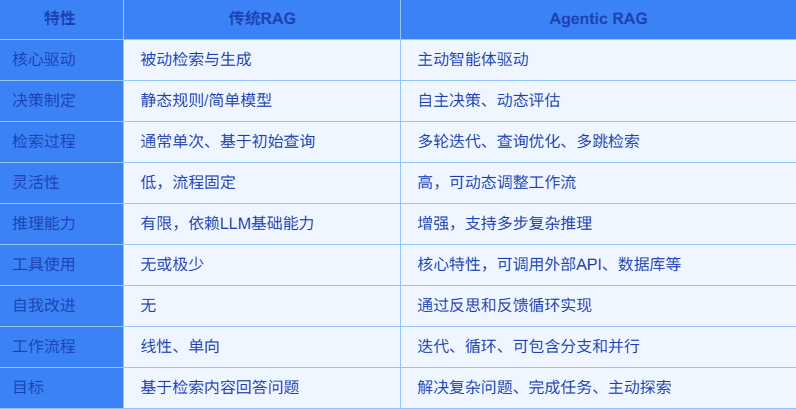 特性 传统RAG Agentic RAG
核心驱动 被动检索与生成 主动智能体驱动
决策制定 静态规则/简单模型 自主决策、动态评估
检索过程 通常单次、基于初始查询 多轮迭代、查询优化、多跳检索
灵活性 低，流程固定 高，可动态调整工作流
推理能力 有限，依赖LLM基础能力 增强，支持多步复杂推理
工具使用 无或极少 核心特性，可调用外部API、数据库等
自我改进 无 通过反思和反馈循环实现
工作流程 线性、单向 迭代、循环、可包含分支和并行
目标 基于检索内容回答问题 解决复杂问题、完成任务、主动探索